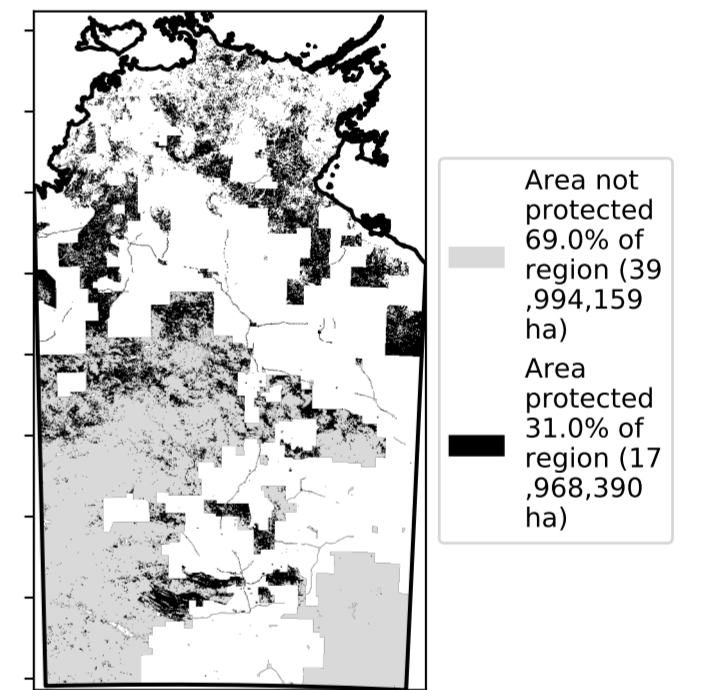 Area not
protected
69.0% of
region (39
,994,159
ha)
Area
protected
31.0% of
region (17
,968,390
ha)